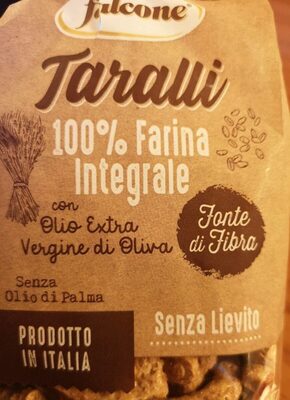 falcone
Taralli
100% Farina
Integrale
con
Olio Extra
Vergine di Oliva
Fonte
di Fibra
Senza
Olio di Palma
Senza Lievito
PRODOTTO
IN ITALIA